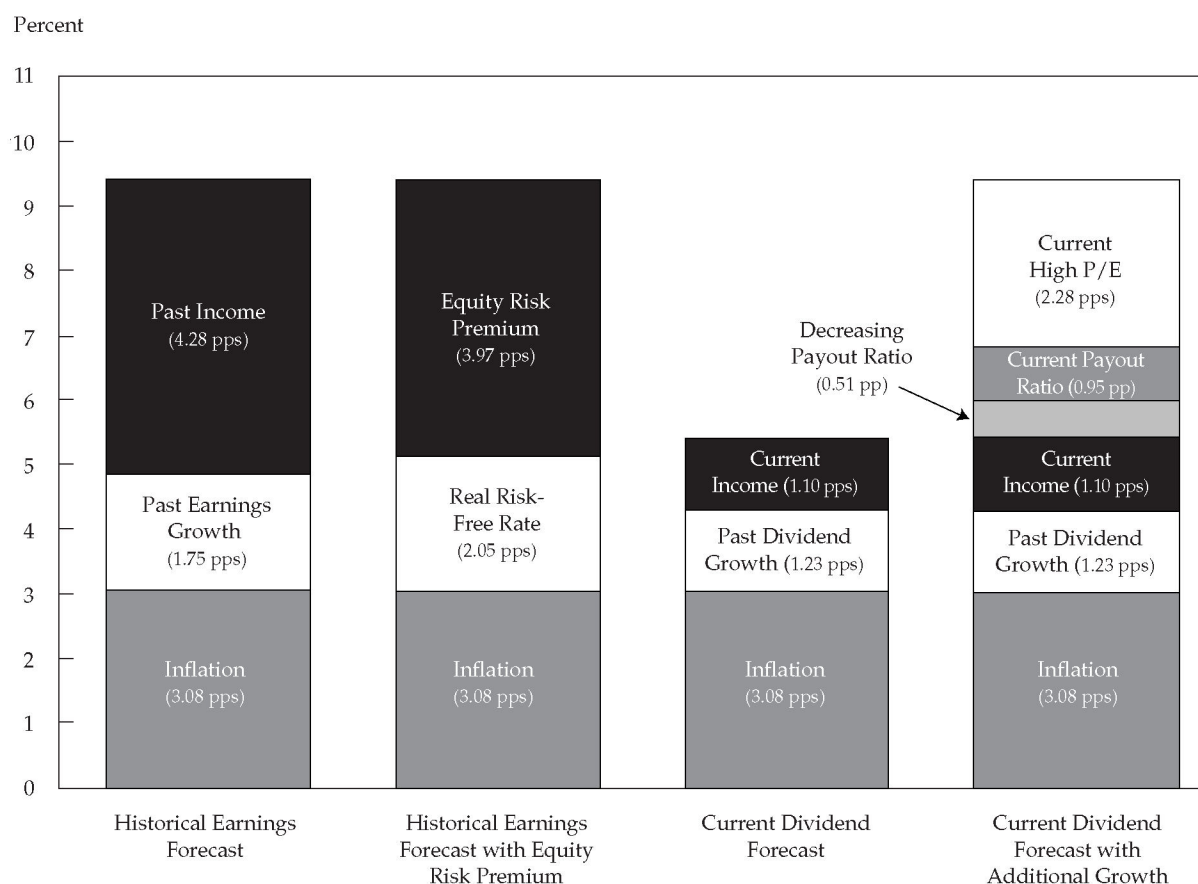 Percent
11
10
9
8
7
6
5
4
3
2
1
0
Past Income
(4.28 pps)
Past Earnings
Growth
(1.75 pps)
Inflation
(3.08 pps)
Historical Earnings
Forecast
Equity Risk
Premium
(3.97 pps)
Real Risk-
Free Rate
(2.05 pps)
Inflation
(3.08 pps)
Historical Earnings
Forecast with Equity
Risk Premium
Current
Income (1.10 pps)
Past Dividend
Growth (1.23 pps)
Inflation
(3.08 pps)
Current Dividend
Forecast
Decreasing
Payout Ratio
(0.51 pp)
Current
High P/E
(2.28 pps)
Current Payout
Ratio (0.95 pp)
Current
Income (1.10 pps)
Past Dividend
Growth (1.23 pps)
Inflation
(3.08 pps)
Current Dividend
Forecast with
Additional Growth